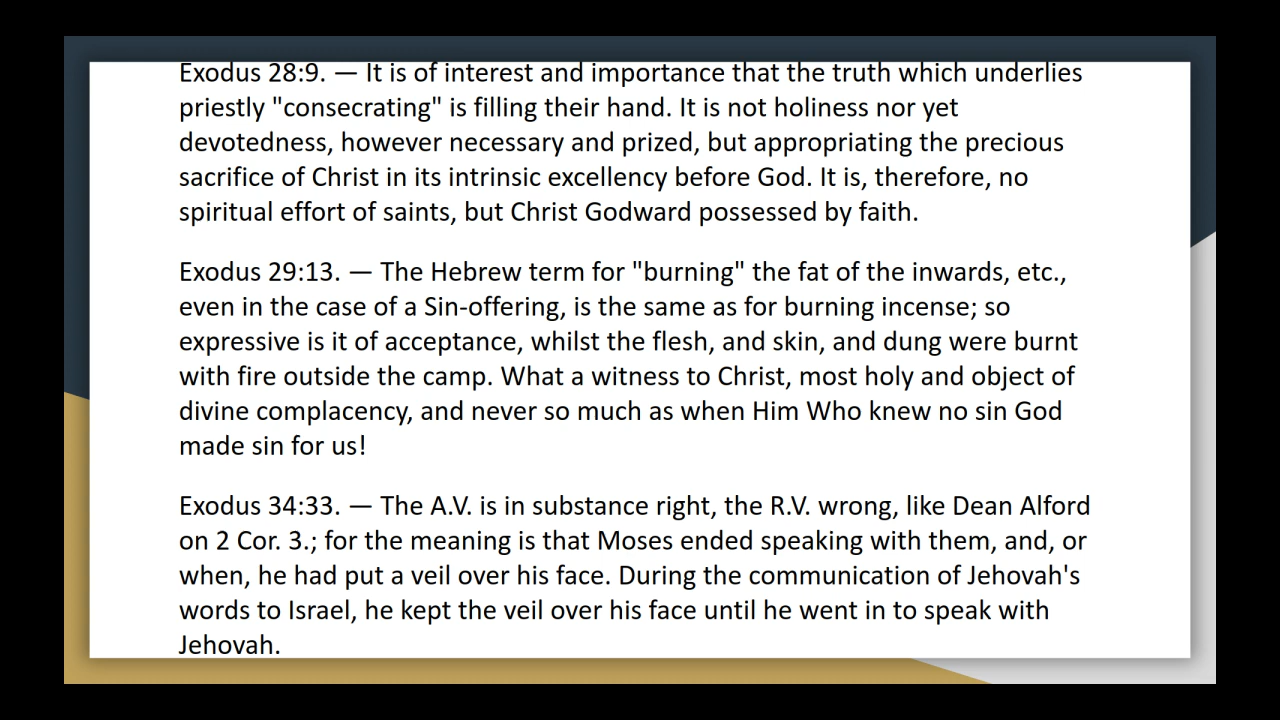 Exodus 28:9. — It is of interest and importance that the truth which underlies
priestly "consecrating" is filling their hand. It is not holiness nor yet
devotedness, however necessary and prized, but appropriating the precious
sacrifice of Christ in its intrinsic excellency before God. It is, therefore, no
spiritual effort of saints, but Christ Godward possessed by faith.
Exodus 29:13. — The Hebrew term for "burning" the fat of the inwards, etc.,
even in the case of a Sin-offering, is the same as for burning incense; so
expressive is it of acceptance, whilst the flesh, and skin, and dung were burnt
with fire outside the camp. What a witness to Christ, most holy and object of
divine complacency, and never so much as when Him Who knew no sin God
made sin for us!
Exodus 34:33. — The A.V. is in substance right, the R.V. wrong, like Dean Alford
on 2 Cor. 3.; for the meaning is that Moses ended speaking with them, and, or
when, he had put a veil over his face. During the communication of Jehovah's
words to Israel, he kept the veil over his face until he went in to speak with
Jehovah.